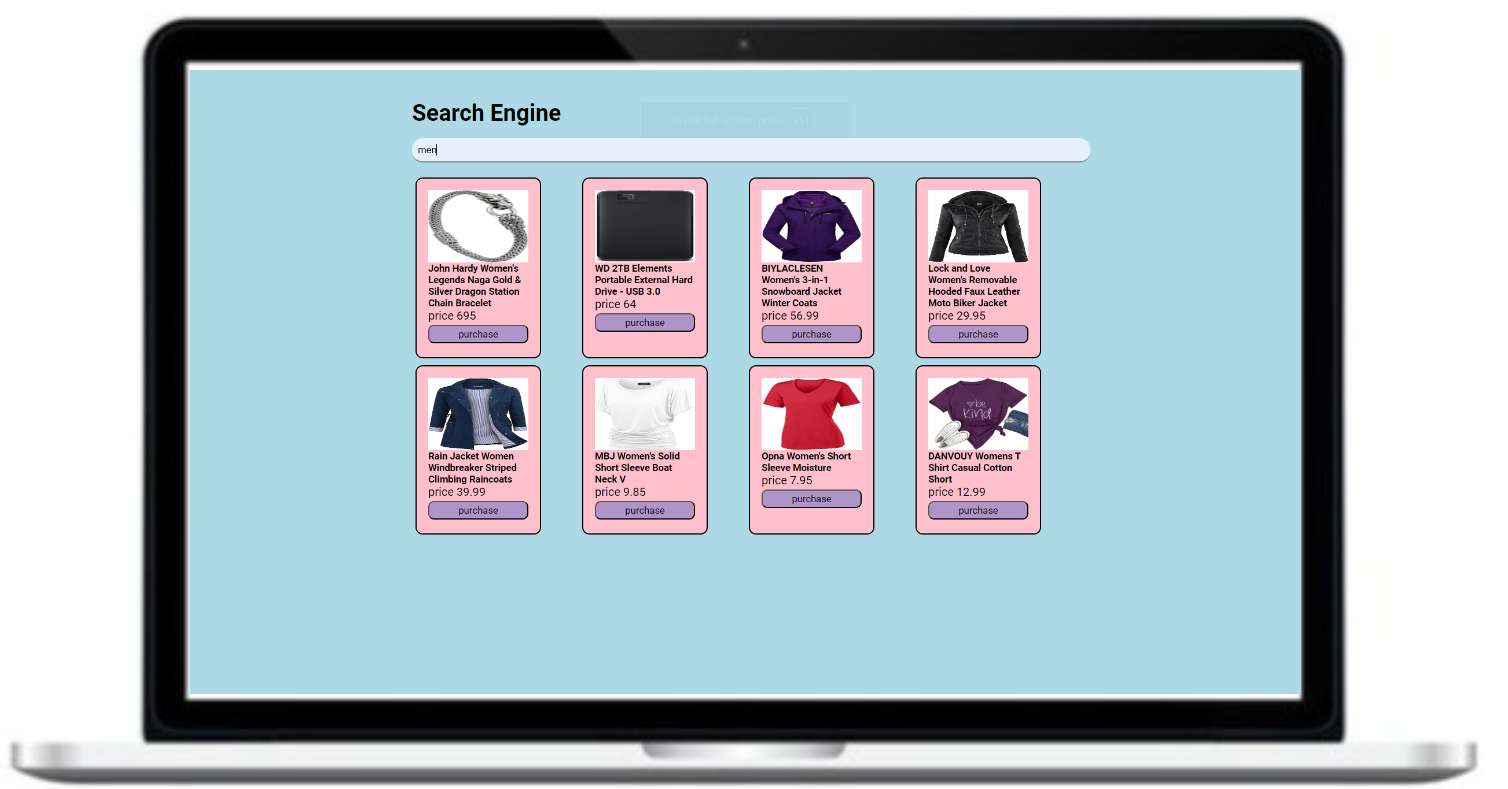 Search Engine
men
John Hardy Women's
Legends Naga Gold &
Silver Dragon Station
Chain Bracelet
price 695
purchase
WD 2TB Elements
Portable External Hard
Drive - USB 3.0
price 64
purchase
BIYLACLESEN
Women's 3-in-1
Snowboard Jacket
Winter Coats
price 56.99
purchase
Lock and Love
Women's Removable
Hooded Faux Leather
Moto Biker Jacket
price 29.95
purchase
Rain Jacket Women
Windbreaker Striped
Climbing Raincoats
price 39.99
purchase
MBJ Women's Solid
Short Sleeve Boat
Neck V
price 9.85
purchase
Opna Women's Short
Sleeve Moisture
price 7.95
purchase
be
kind
DANVOUY Womens T
Shirt Casual Cotton
Short
price 12.99
purchase